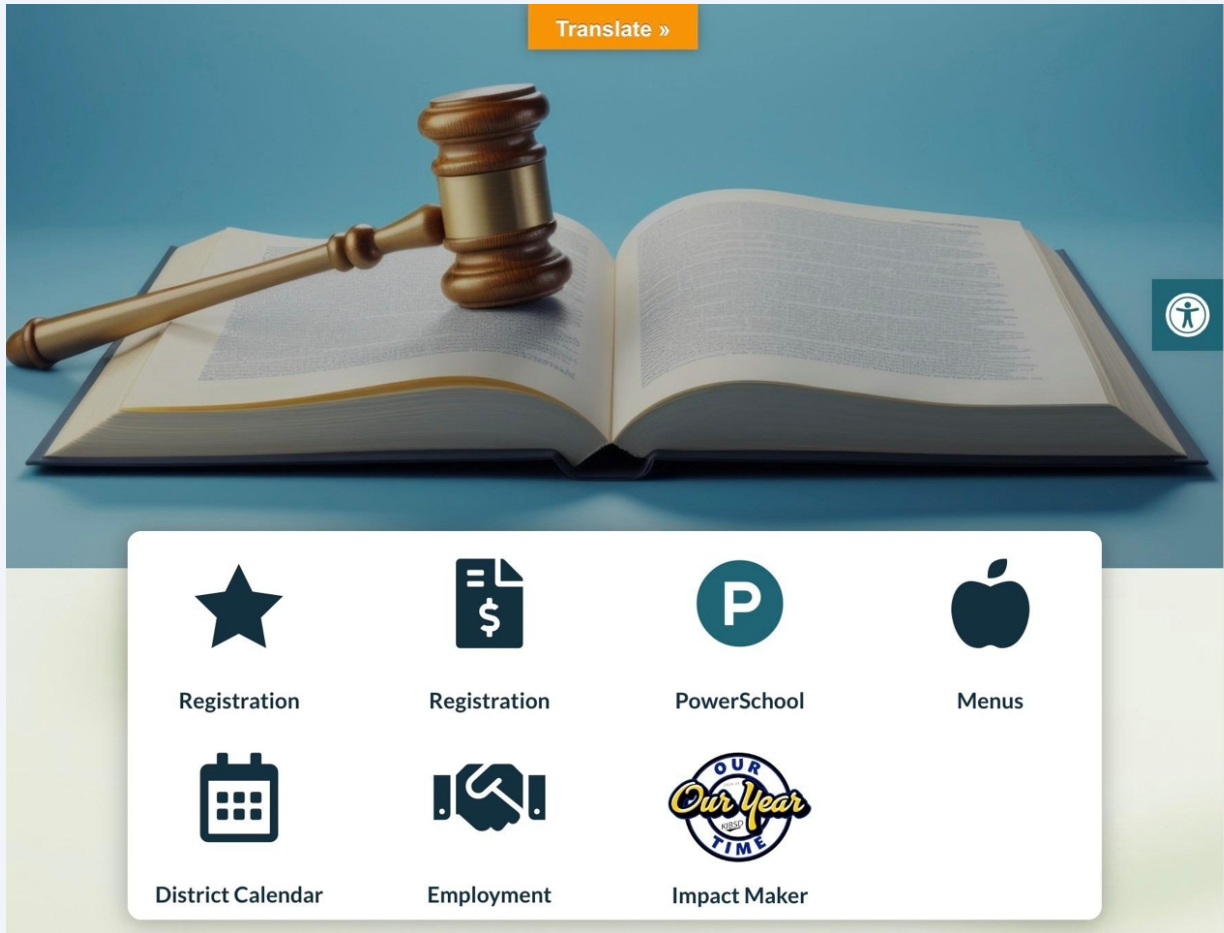 Translate »
Registration
Registration
PowerSchool
Menus
OUR
Our Year
KIBSD
TIME
District Calendar
Employment
Impact Maker